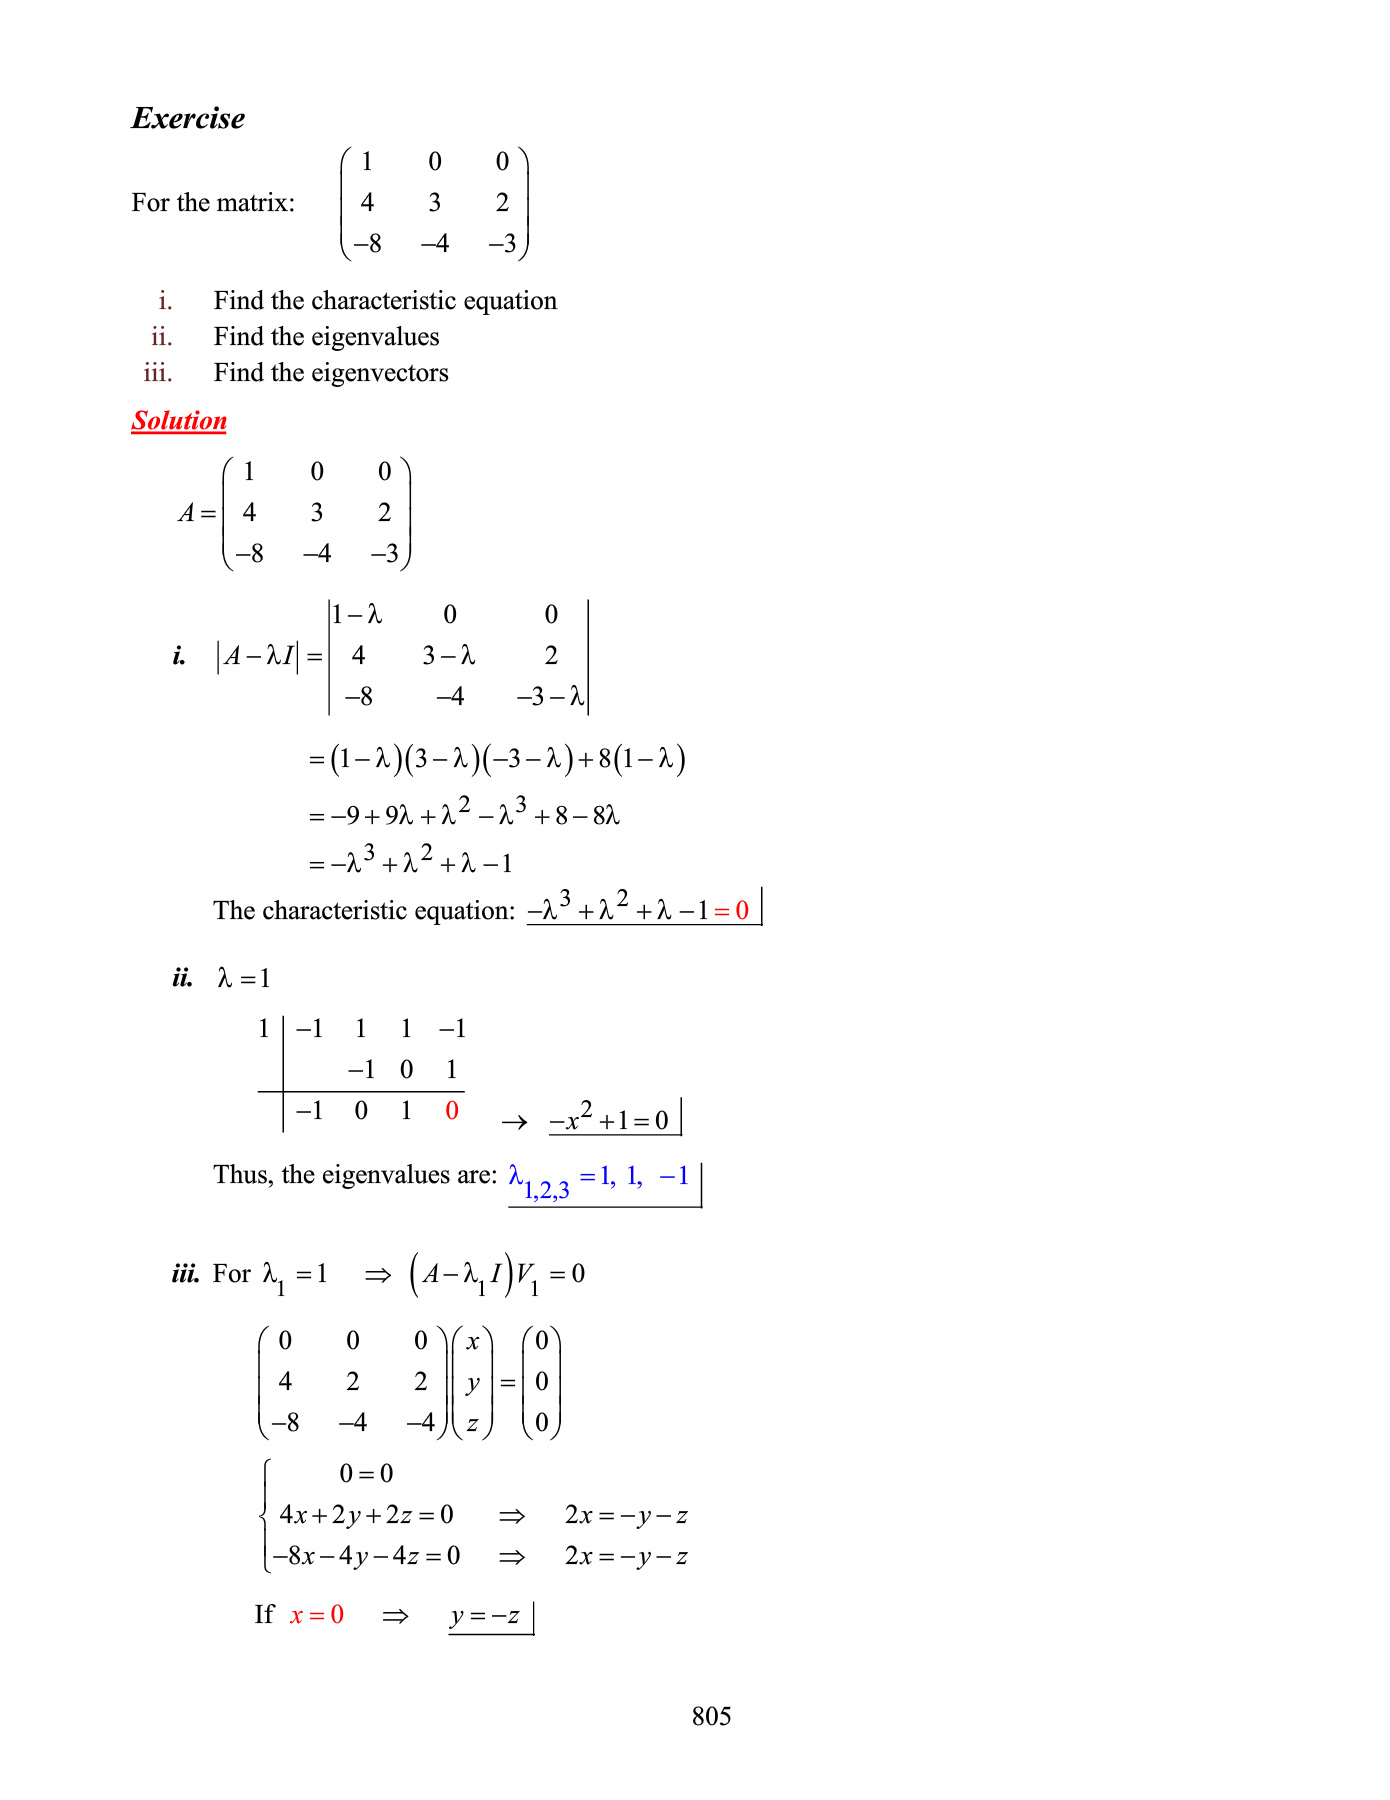 Exercise
For the matrix: $\begin{pmatrix} 1 & 0 & 0 \\ 4 & 3 & 2 \\ -8 & -4 & -3 \end{pmatrix}$
i. Find the characteristic equation
ii. Find the eigenvalues
iii. Find the eigenvectors
Solution
$A = \begin{pmatrix} 1 & 0 & 0 \\ 4 & 3 & 2 \\ -8 & -4 & -3 \end{pmatrix}$
i. $|A - \lambda I| = \begin{vmatrix} 1-\lambda & 0 & 0 \\ 4 & 3-\lambda & 2 \\ -8 & -4 & -3-\lambda \end{vmatrix}$
$= (1-\lambda)(3-\lambda)(-3-\lambda) + 8(1-\lambda)$
$= -9 + 9\lambda + \lambda^2 - \lambda^3 + 8 - 8\lambda$
$= -\lambda^3 + \lambda^2 + \lambda - 1$
The characteristic equation: $-\lambda^3 + \lambda^2 + \lambda - 1 = 0$
ii. $\lambda = 1$
1 | −1 1 1 −1
−1 0 1
−1 0 1 0 → $-x^2 + 1 = 0$
Thus, the eigenvalues are: $\lambda_{1,2,3} = 1, 1, -1$
iii. For $\lambda_1 = 1 \Rightarrow (A - \lambda_1 I)V_1 = 0$
$\begin{pmatrix} 0 & 0 & 0 \\ 4 & 2 & 2 \\ -8 & -4 & -4 \end{pmatrix} \begin{pmatrix} x \\ y \\ z \end{pmatrix} = \begin{pmatrix} 0 \\ 0 \\ 0 \end{pmatrix}$
$\begin{cases} 0 = 0 \\ 4x + 2y + 2z = 0 \Rightarrow 2x = -y - z \\ -8x - 4y - 4z = 0 \Rightarrow 2x = -y - z \end{cases}$
If $x = 0 \Rightarrow y = -z$
805